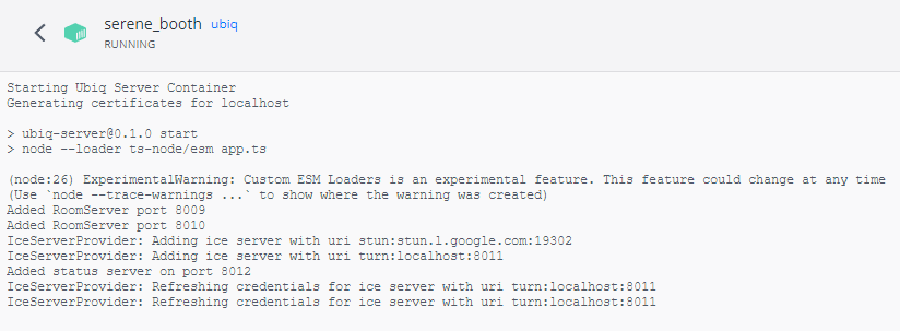 serene_booth ubiq
RUNNING
Starting Ubiq Server Container
Generating certificates for localhost
> ubiq-server@0.1.0 start
> node --loader ts-node/esm app.ts
(node:26) ExperimentalWarning: Custom ESM Loaders is an experimental feature. This feature could change at any time
(Use `node --trace-warnings ...` to show where the warning was created)
Added RoomServer port 8009
Added RoomServer port 8010
IceServerProvider: Adding ice server with uri stun:stun.l.google.com:19302
IceServerProvider: Adding ice server with uri turn:localhost:8011
Added status server on port 8012
IceServerProvider: Refreshing credentials for ice server with uri turn:localhost:8011
IceServerProvider: Refreshing credentials for ice server with uri turn:localhost:8011